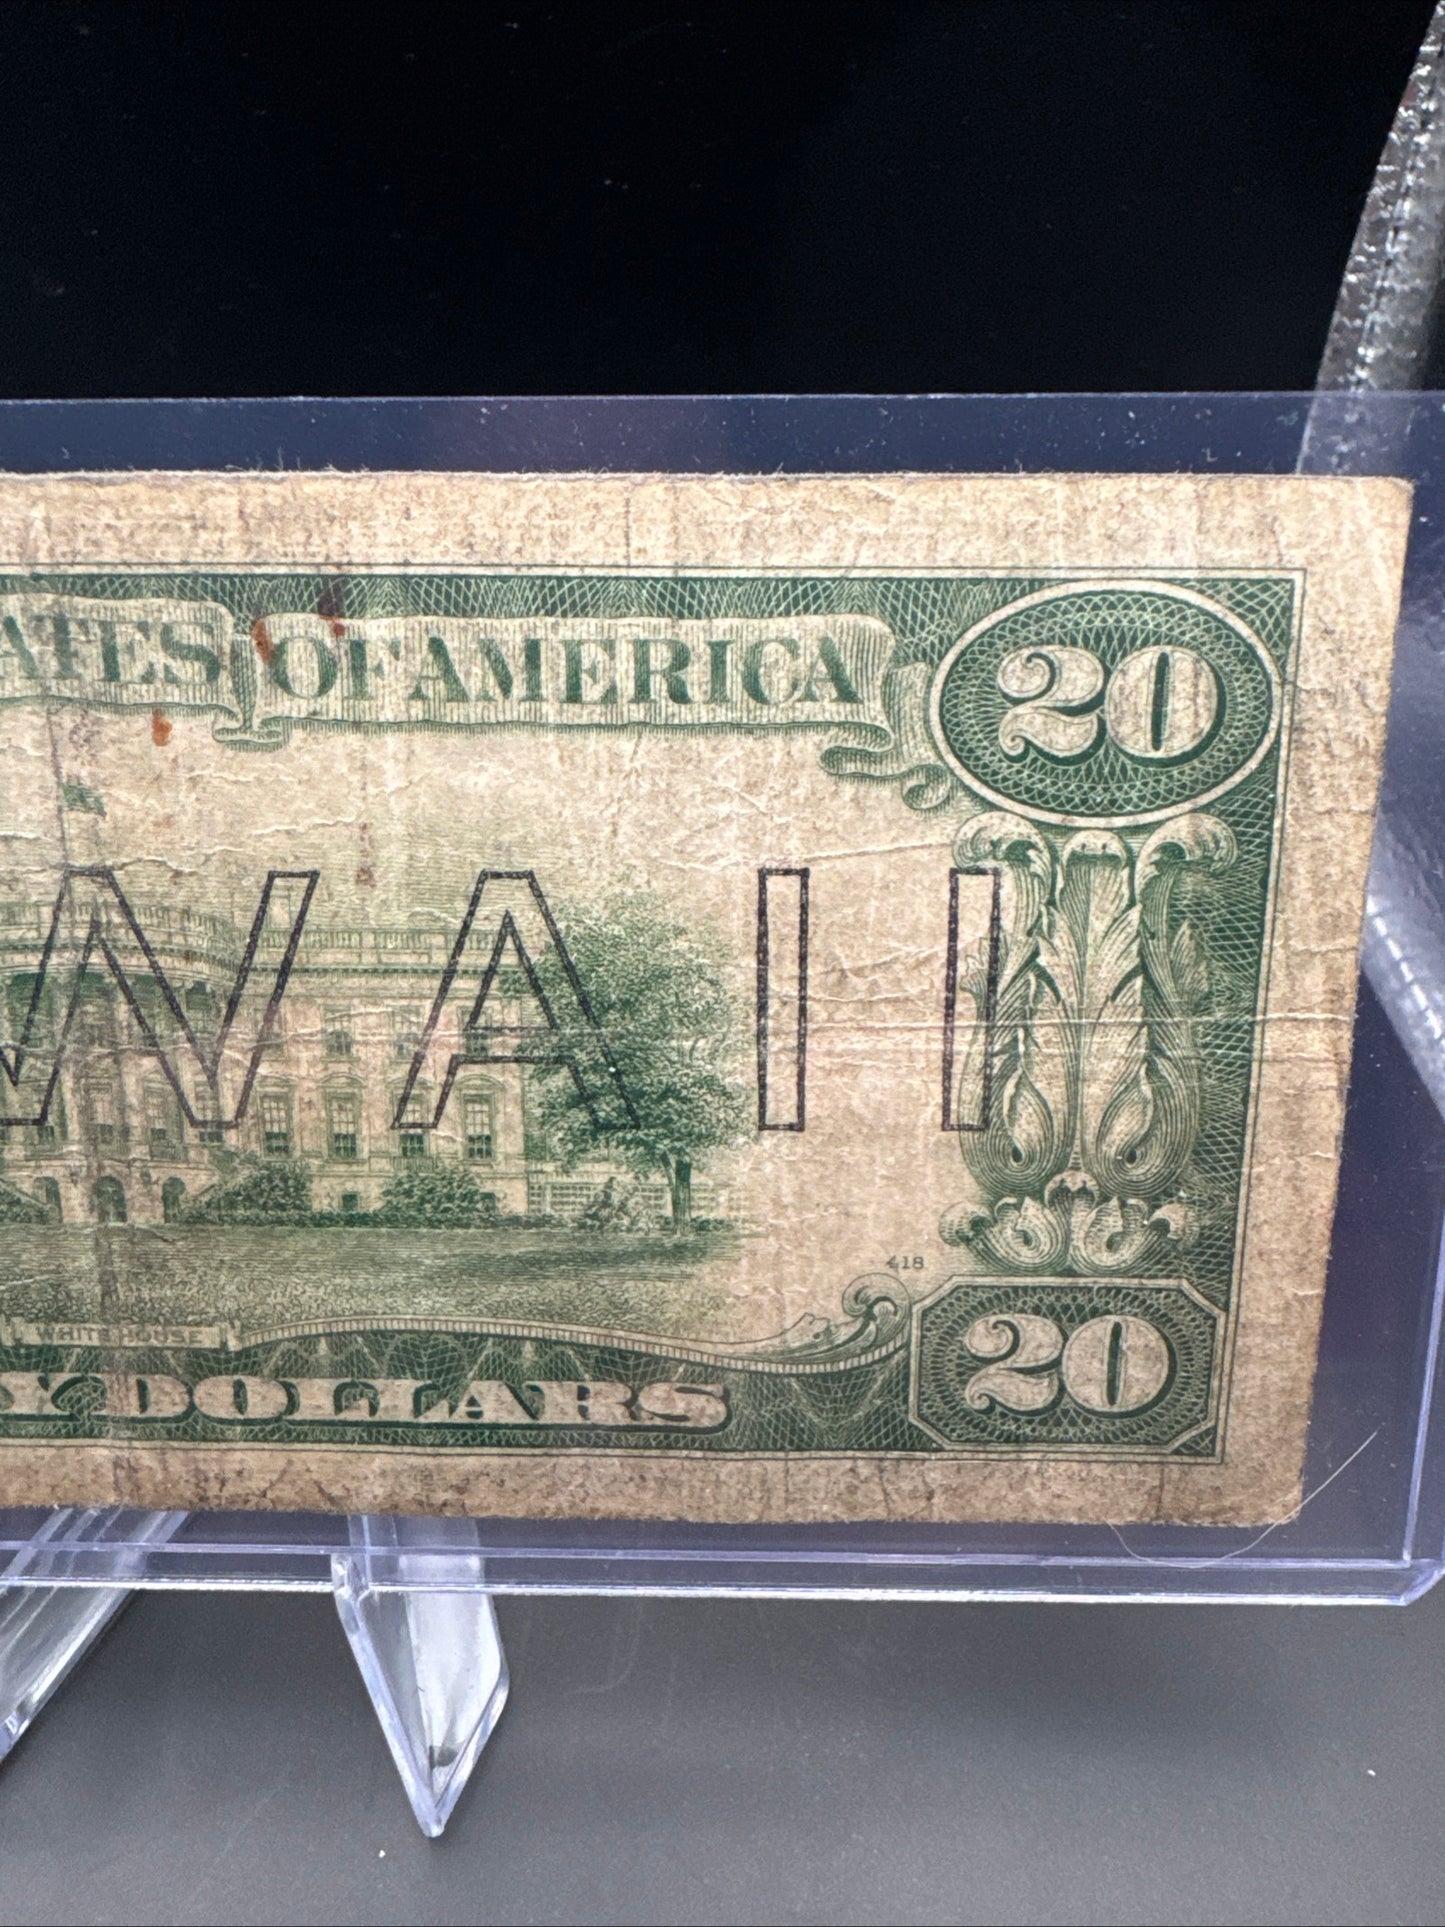 ATES OF AMERICA
20
WAII
418
WHITE HOUSE
20
Y DOLLARS